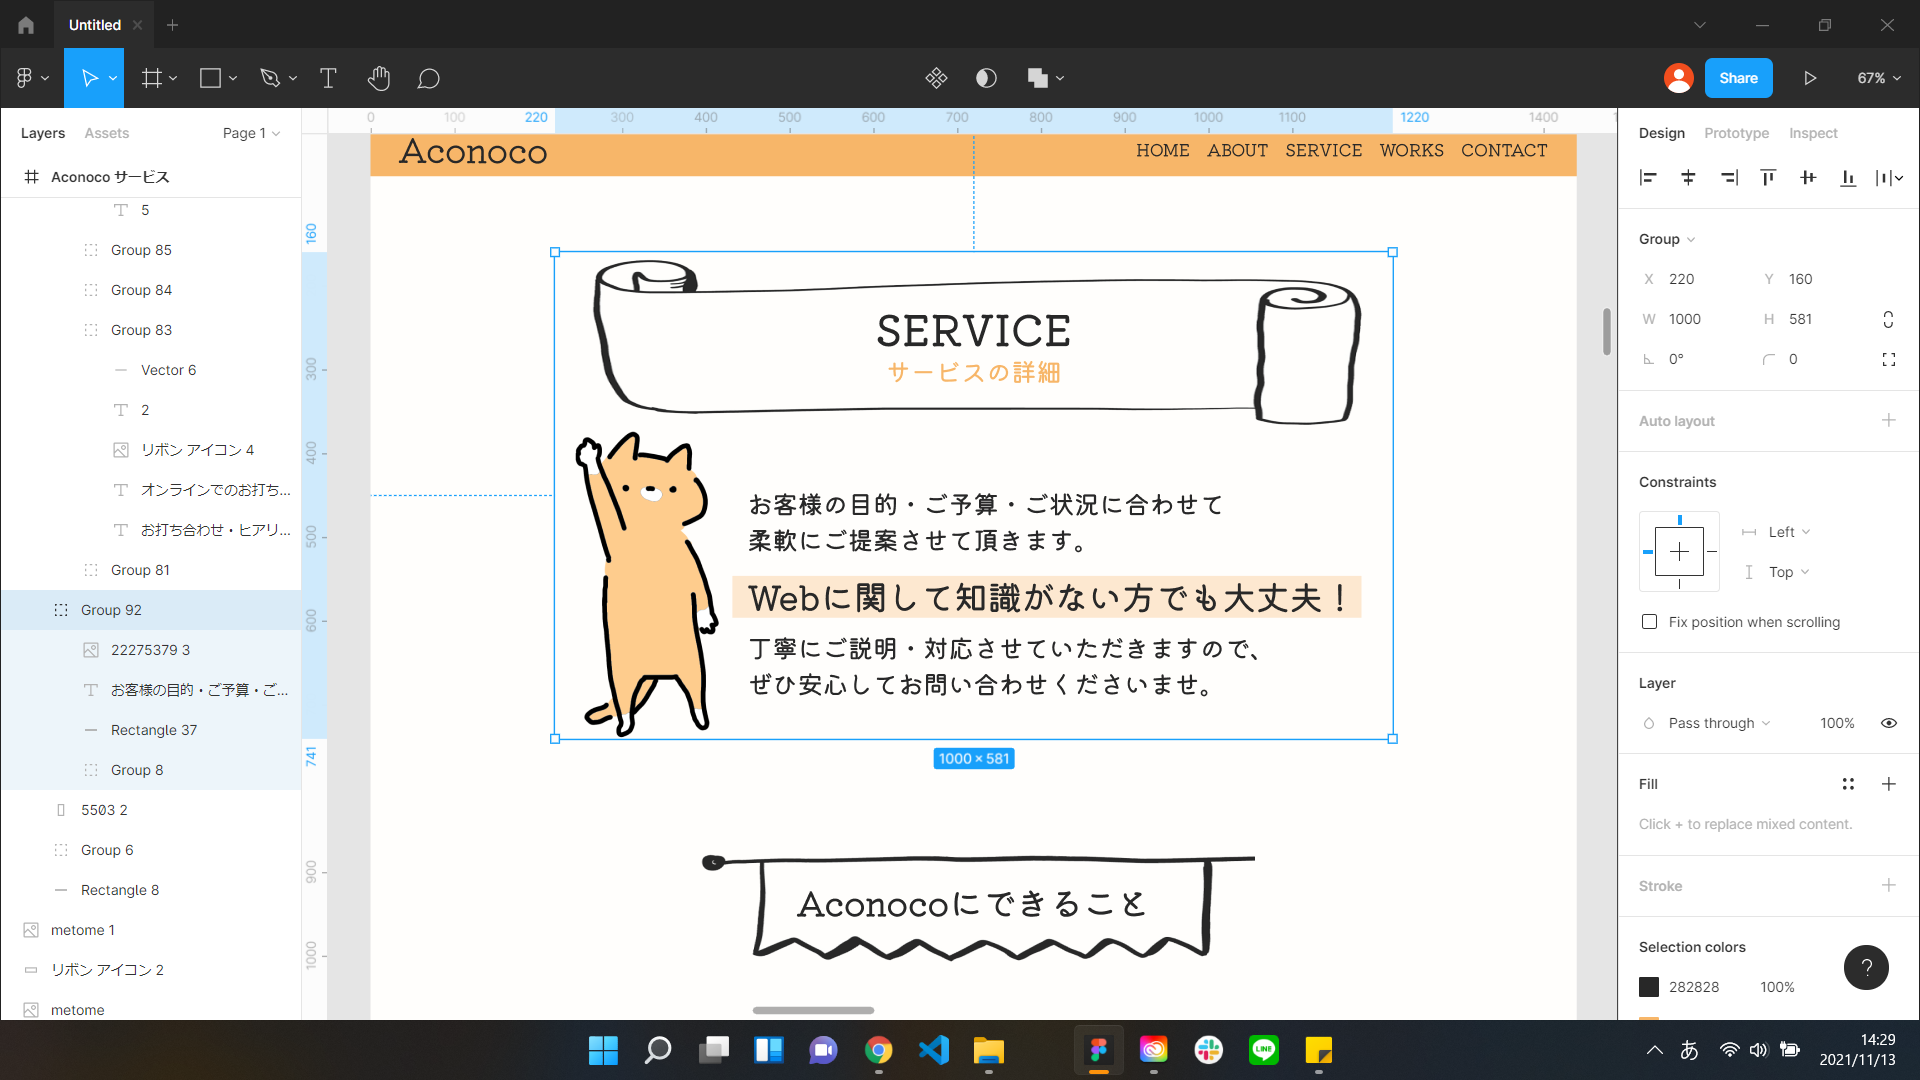 Untitled
Share
67%
Layers
Assets
Page 1
Aconoco サービス
5
Group 85
Group 84
Group 83
Vector 6
2
リボン アイコン 4
オンラインでのお打ち...
お打ち合わせ・ヒアリ...
Group 81
Group 92
22275379 3
お客様の目的・ご予算・ご...
Rectangle 37
Group 8
5503 2
Group 6
Rectangle 8
metome 1
リボン アイコン 2
metome
0 100 220 300 400 500 600 700 800 900 1000 1100 1220 1400
160
300
400
500
600
741
900
1000
Aconoco
HOME ABOUT SERVICE WORKS CONTACT
SERVICE
サービスの詳細
お客様の目的・ご予算・ご状況に合わせて
柔軟にご提案させて頂きます。
Webに関して知識がない方でも大丈夫！
丁寧にご説明・対応させていただきますので、
ぜひ安心してお問い合わせくださいませ。
1000 × 581
Aconocoにできること
Design
Prototype
Inspect
Group
X 220 Y 160
W 1000 H 581
0° 0
Auto layout
Constraints
Left
Top
Fix position when scrolling
Layer
Pass through 100%
Fill
Click + to replace mixed content.
Stroke
Selection colors
282828 100%
?
LINE
あ
14:29
2021/11/13